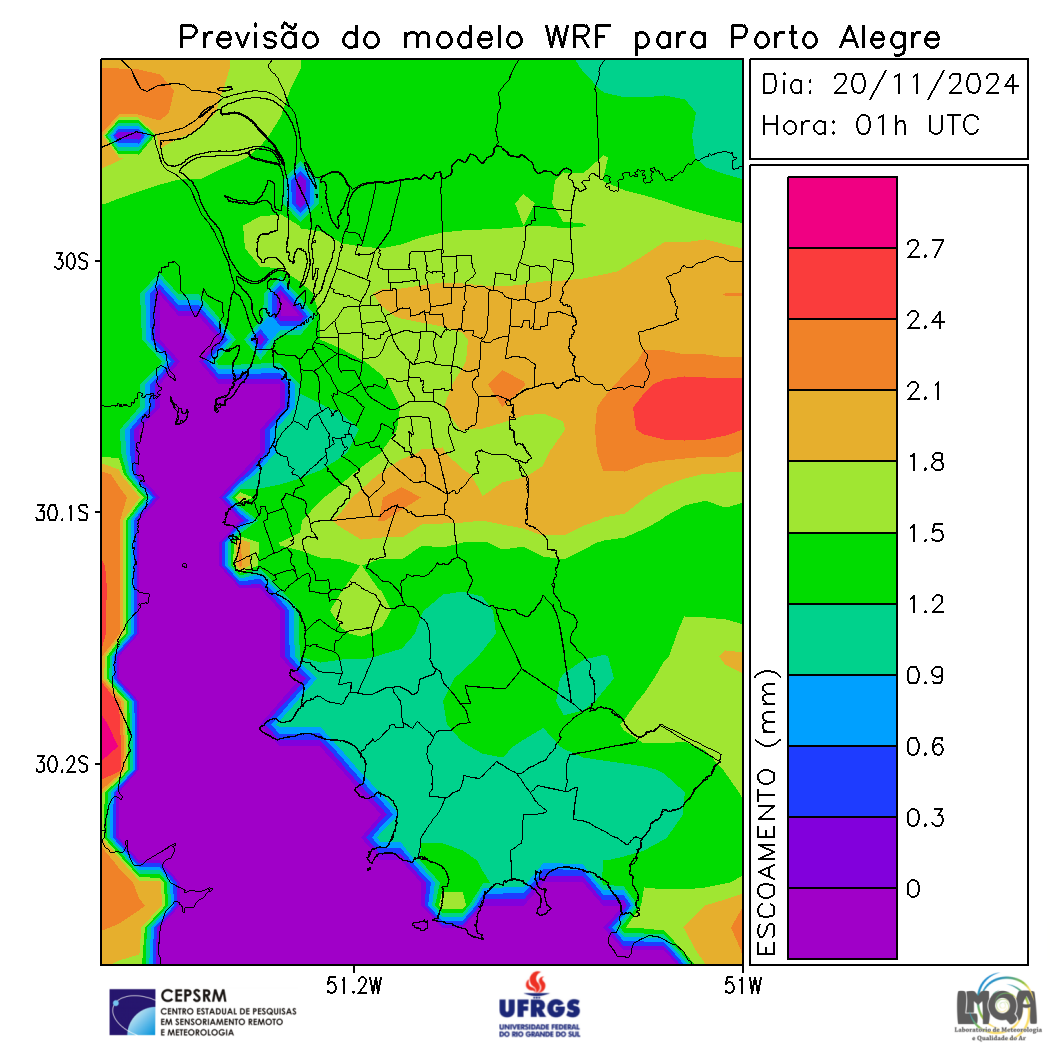 Previsão do modelo WRF para Porto Alegre
Dia: 20/11/2024
Hora: 01h UTC
30S
30.1S
30.2S
51.2W
51W
ESCOAMENTO (mm)
2.7
2.4
2.1
1.8
1.5
1.2
0.9
0.6
0.3
0
CEPSRM
CENTRO ESTADUAL DE PESQUISAS
EM SENSORIAMENTO REMOTO
E METEOROLOGIA
UFRGS
UNIVERSIDADE FEDERAL
DO RIO GRANDE DO SUL
LMQA
Laboratório de Meteorologia
e Qualidade do Ar